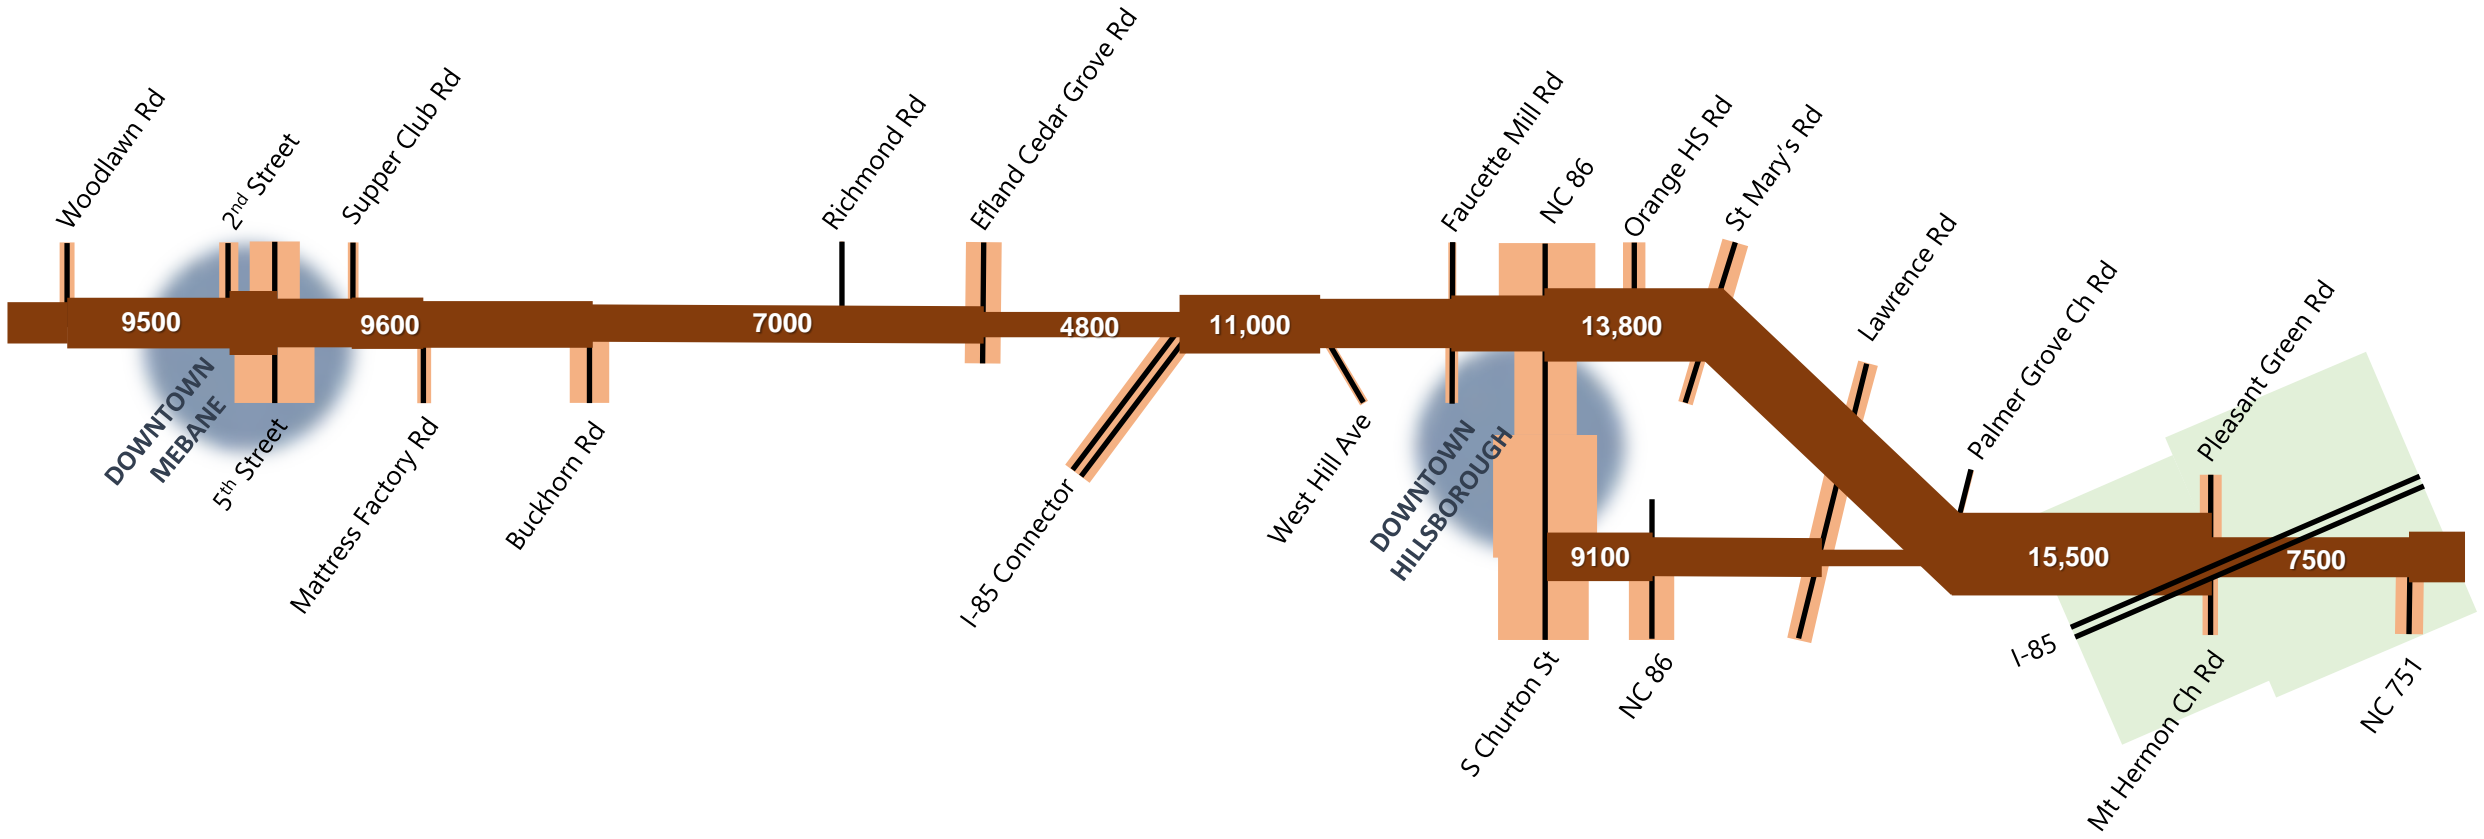 Woodlawn Rd
2nd Street
Supper Club Rd
Richmond Rd
Efland Cedar Grove Rd
Faucette Mill Rd
NC 86
Orange HS Rd
St Mary's Rd
Lawrence Rd
Palmer Grove Ch Rd
Pleasant Green Rd
9500
9600
7000
4800
11,000
13,800
9100
15,500
7500
DOWNTOWN
MEBANE
5th Street
Mattress Factory Rd
Buckhorn Rd
I-85 Connector
West Hill Ave
DOWNTOWN
HILLSBOROUGH
S Churton St
NC 86
I-85
Mt Hermon Ch Rd
NC 751